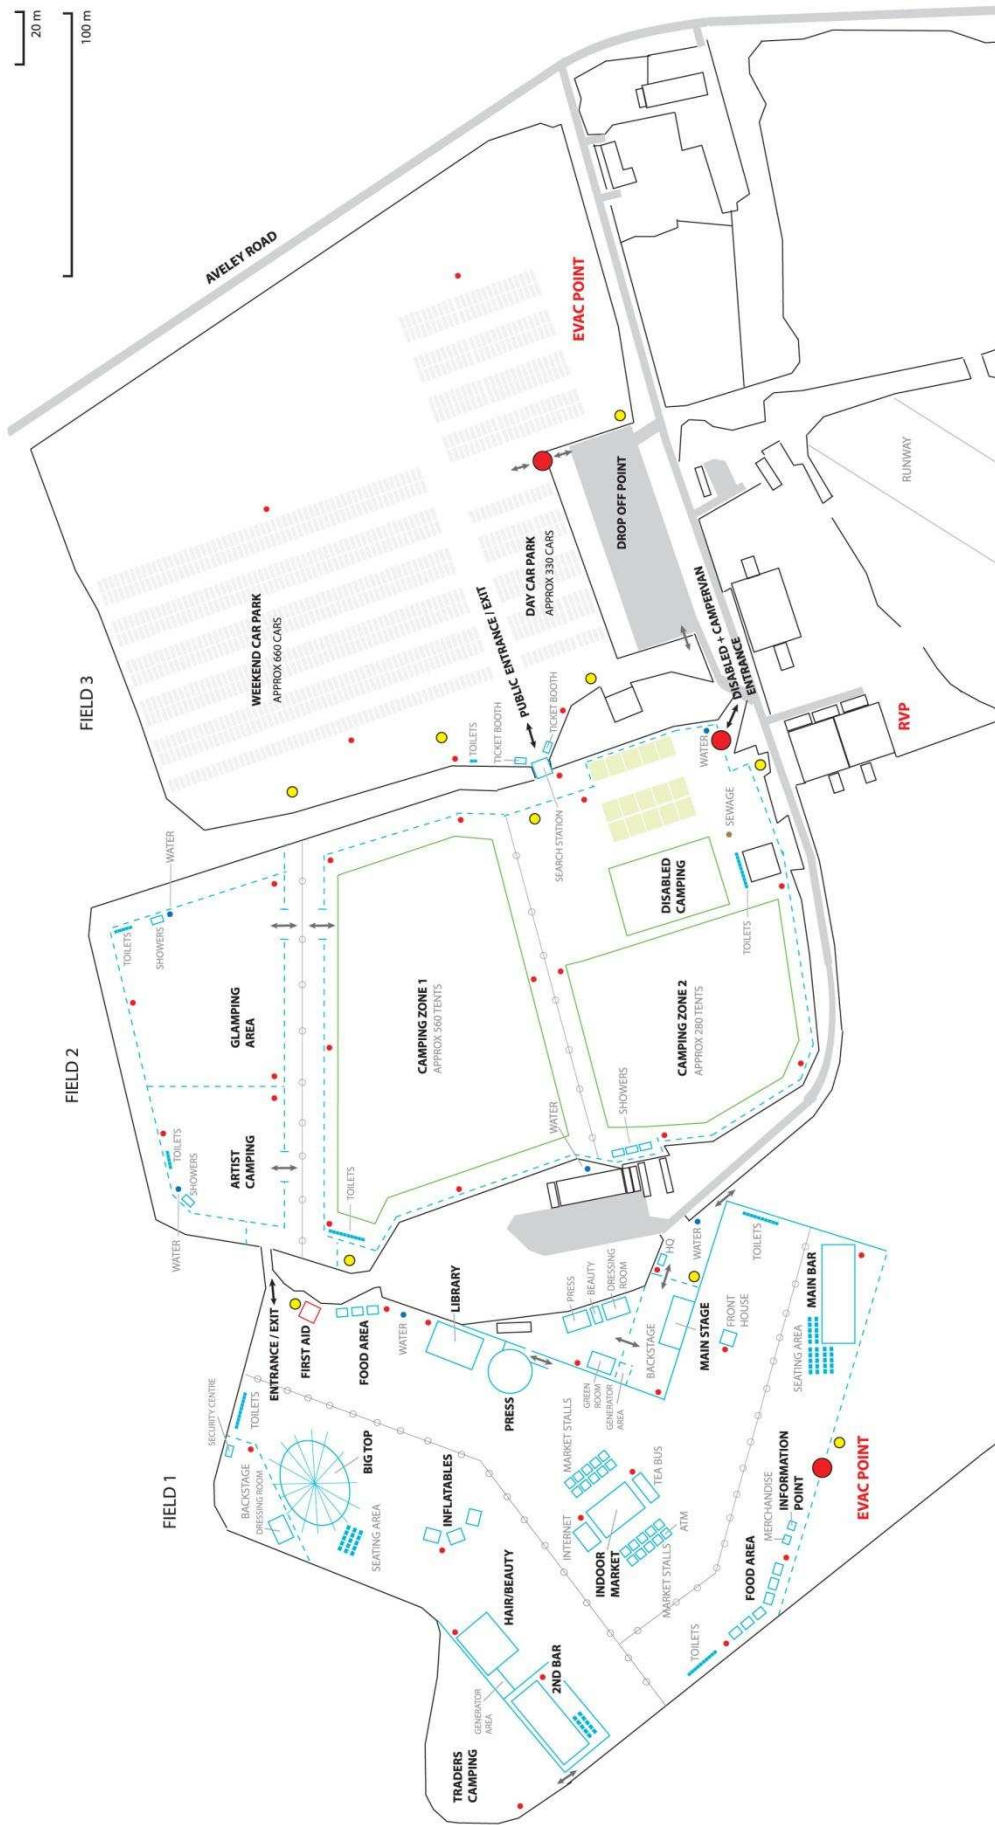 20 m
100 m
AVELEY ROAD
FIELD 3
WEEKEND CAR PARK
APPROX 660 CARS
EVAC POINT
DAY CAR PARK
APPROX 330 CARS
DROP OFF POINT
PUBLIC ENTRANCE / EXIT
TOILETS
TICKET BOOTH
TICKET BOOTH
SEARCH STATION
DISABLED + CAMPERVAN
ENTRANCE
RUNWAY
RVP
FIELD 2
WATER
TOILETS
SHOWERS
GLAMPING
AREA
ARTIST
CAMPING
TOILETS
SHOWERS
WATER
CAMPING ZONE 1
APPROX 560 TENTS
TOILETS
WATER
SEWAGE
DISABLED
CAMPING
TOILETS
CAMPING ZONE 2
APPROX 280 TENTS
SHOWERS
WATER
FIELD 1
ENTRANCE / EXIT
FIRST AID
FOOD AREA
WATER
LIBRARY
PRESS
PRESS
BEAUTY
DRESSING
ROOM
HQ
WATER
GREEN
ROOM
GENERATOR
AREA
BACKSTAGE
MAIN STAGE
FRONT
HOUSE
TOILETS
MAIN BAR
SEATING AREA
SECURITY CENTRE
TOILETS
BACKSTAGE
DRESSING ROOM
BIG TOP
SEATING AREA
INFLATABLES
MARKET STALLS
TEA BUS
INTERNET
INDOOR
MARKET
ATM
MARKET STALLS
HAIR/BEAUTY
GENERATOR
AREA
2ND BAR
TRADERS
CAMPING
TOILETS
FOOD AREA
MERCHANDISE
INFORMATION
POINT
EVAC POINT